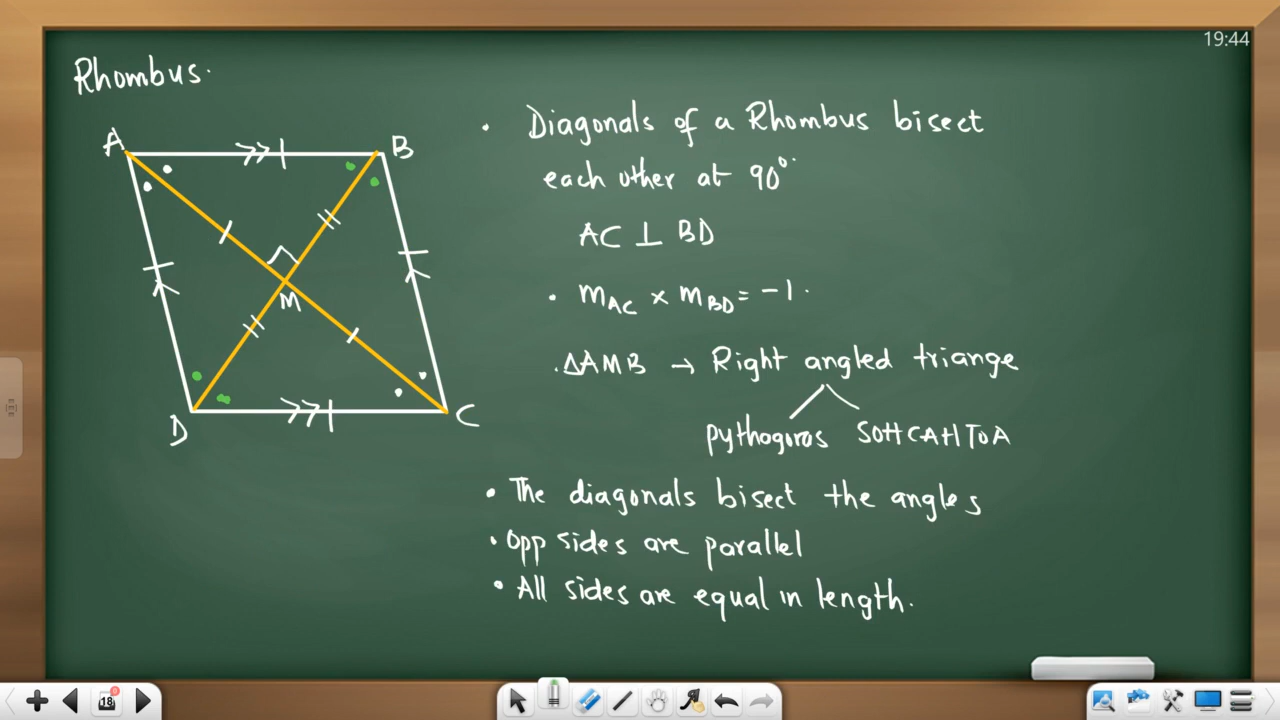 19:44
Rhombus.
A
B
M
D
C
• Diagonals of a Rhombus bisect
each other at 90°.
AC ⊥ BD
• mAC × mBD = -1.
. ΔAMB → Right angled triange
pythogoros SOHCAHTOA
• The diagonals bisect the angles
• Opp sides are parallel
• All sides are equal in length.
18